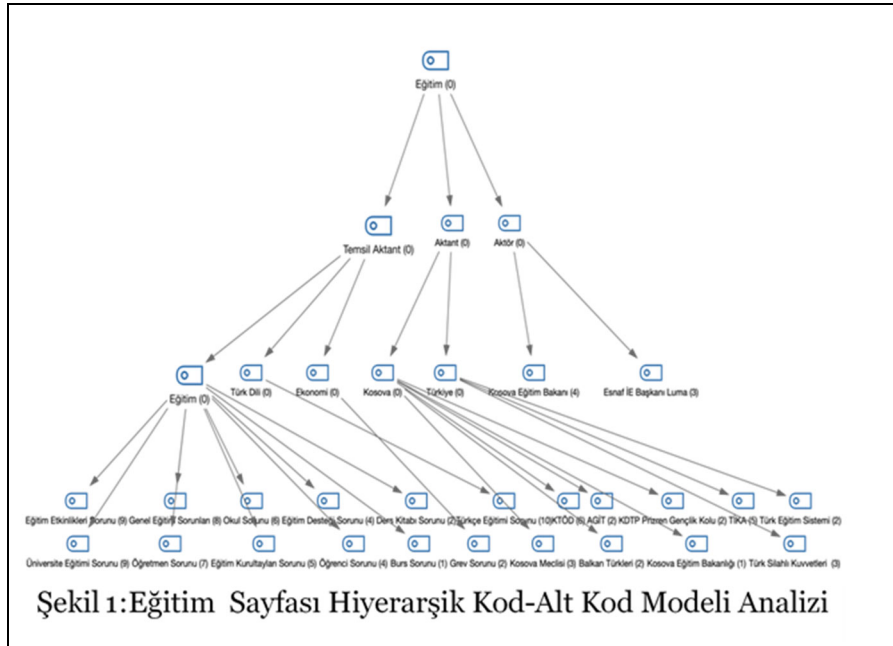 Eğitim (0)
Temsil Aktant (0) Aktant (0) Aktör (0)
Eğitim (0) Türk Dili (0) Ekonomi (0) Kosova (0) Türkiye (0) Kosova Eğitim Bakanı (4) Esnaf İE Başkanı Luma (3)
Eğitim Etkinlikleri Sorunu (9) Genel Eğitim Sorunları (8) Okul Sorunu (6) Eğitim Desteği Sorunu (4) Ders Kitabı Sorunu (2) Türkçe Eğitimi Sorunu (10) KTÖD (6) AGİT (2) KDTP Prizren Gençlik Kolu (2) TİKA (5) Türk Eğitim Sistemi (2)
Üniversite Eğitimi Sorunu (9) Öğretmen Sorunu (7) Eğitim Kurultayları Sorunu (5) Öğrenci Sorunu (4) Burs Sorunu (1) Grev Sorunu (2) Kosova Meclisi (3) Balkan Türkleri (2) Kosova Eğitim Bakanlığı (1) Türk Silahlı Kuvvetleri (3)
Şekil 1:Eğitim Sayfası Hiyerarşik Kod-Alt Kod Modeli Analizi